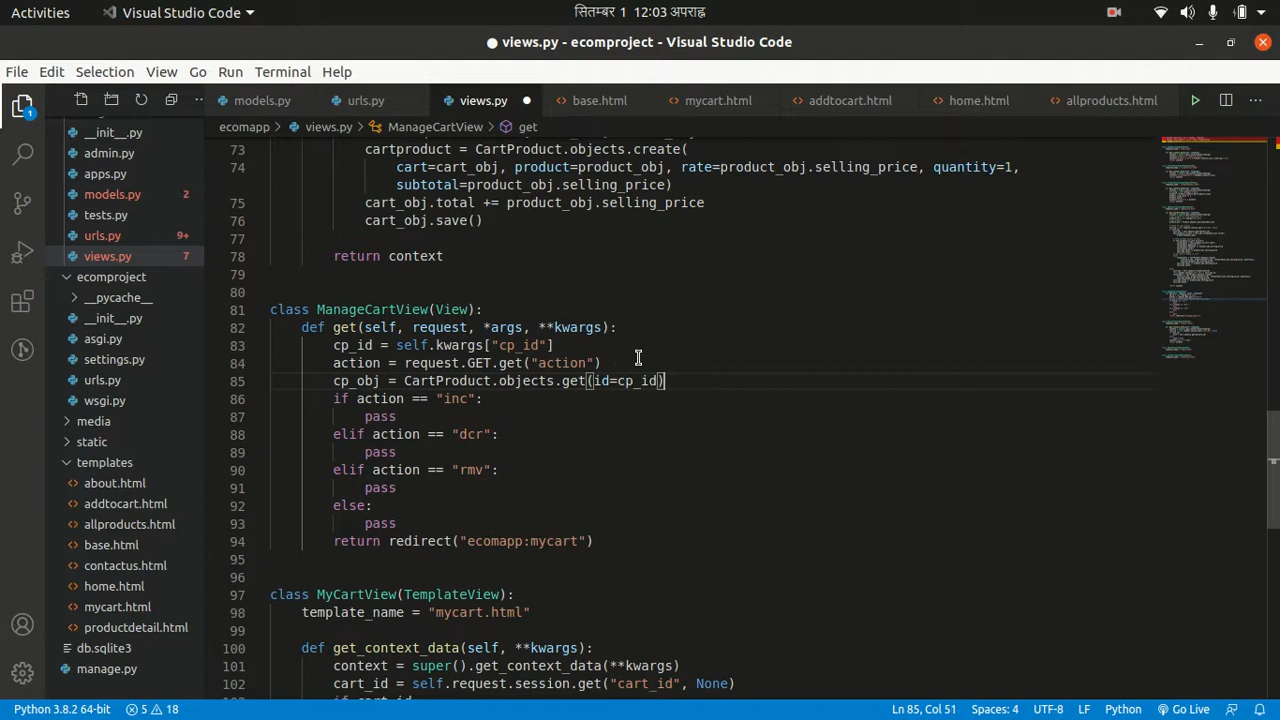 Activities Visual Studio Code सितम्बर 1 12:03 अपराह्न
● views.py - ecomproject - Visual Studio Code
File Edit Selection View Go Run Terminal Help
models.py urls.py views.py ● base.html mycart.html addtocart.html home.html allproducts.html
ecomapp > views.py > ManageCartView > get
1
__init__.py
admin.py
apps.py
models.py 2
tests.py
urls.py 9+
views.py 7
ecomproject
__pycache__
__init__.py
asgi.py
settings.py
urls.py
wsgi.py
media
static
templates
about.html
addtocart.html
allproducts.html
base.html
contactus.html
home.html
mycart.html
productdetail.html
db.sqlite3
manage.py
73 cartproduct = CartProduct.objects.create(
74 cart=cart_obj, product=product_obj, rate=product_obj.selling_price, quantity=1,
subtotal=product_obj.selling_price)
75 cart_obj.total += product_obj.selling_price
76 cart_obj.save()
77
78 return context
79
80
81 class ManageCartView(View):
82 def get(self, request, *args, **kwargs):
83 cp_id = self.kwargs["cp_id"]
84 action = request.GET.get("action")
85 cp_obj = CartProduct.objects.get(id=cp_id)
86 if action == "inc":
87 pass
88 elif action == "dcr":
89 pass
90 elif action == "rmv":
91 pass
92 else:
93 pass
94 return redirect("ecomapp:mycart")
95
96
97 class MyCartView(TemplateView):
98 template_name = "mycart.html"
99
100 def get_context_data(self, **kwargs):
101 context = super().get_context_data(**kwargs)
102 cart_id = self.request.session.get("cart_id", None)
Python 3.8.2 64-bit 5 18 Ln 85, Col 51 Spaces: 4 UTF-8 LF Python Go Live